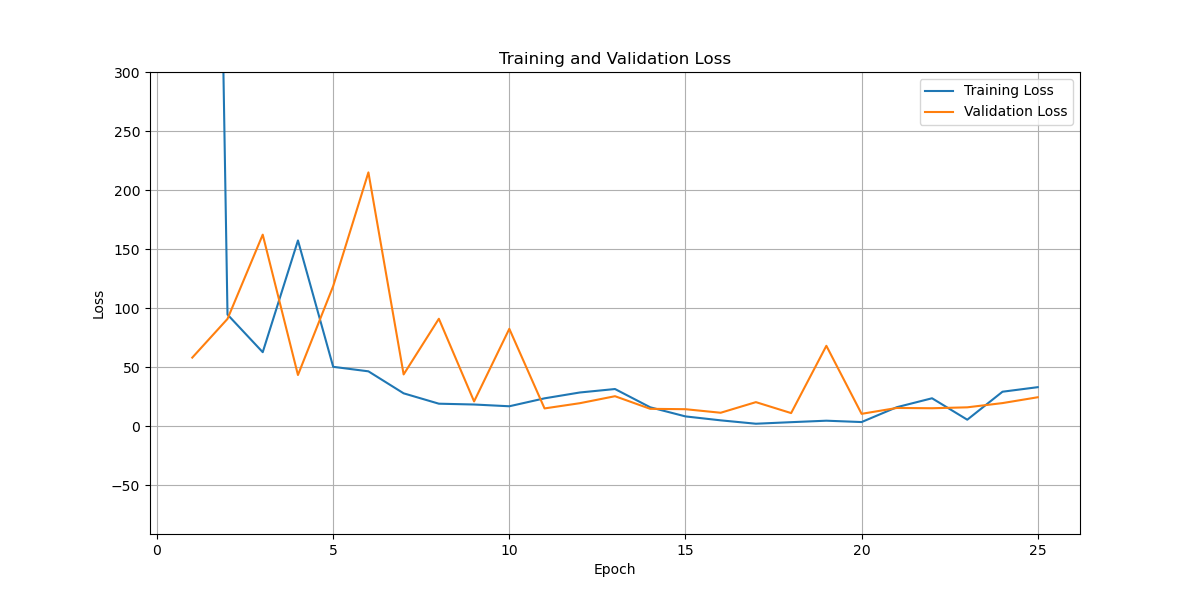 Training and Validation Loss
Training Loss
Validation Loss
300
250
200
150
100
50
0
−50
Loss
0 5 10 15 20 25
Epoch